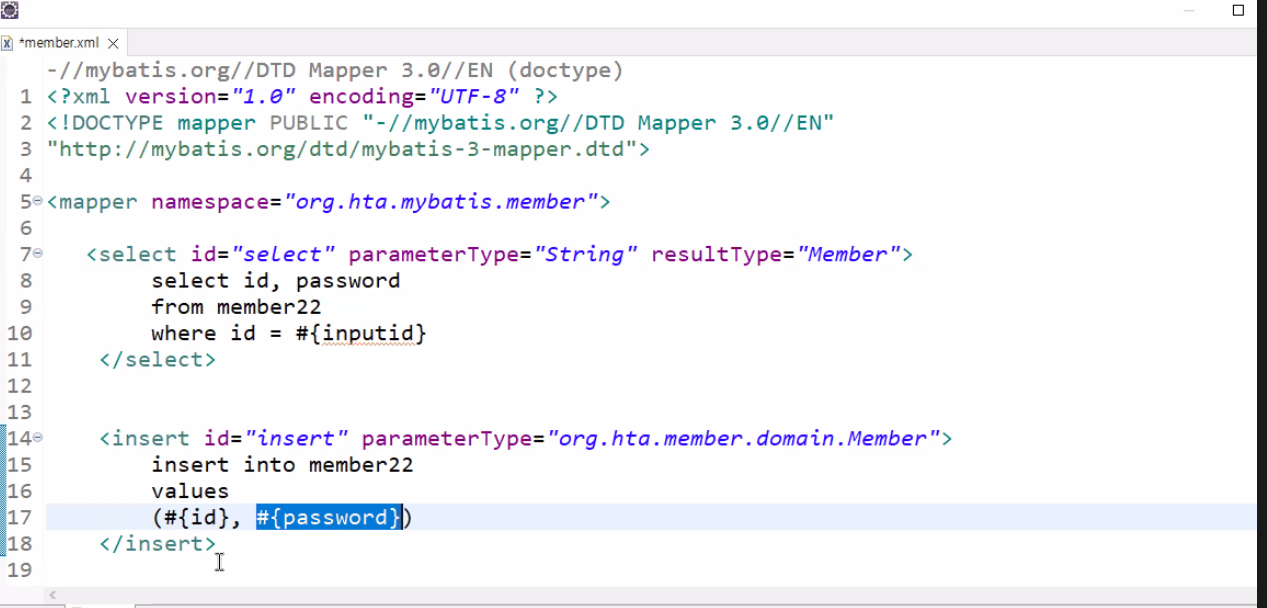 *member.xml
-//mybatis.org//DTD Mapper 3.0//EN (doctype)
1 <?xml version="1.0" encoding="UTF-8" ?>
2 <!DOCTYPE mapper PUBLIC "-//mybatis.org//DTD Mapper 3.0//EN"
3 "http://mybatis.org/dtd/mybatis-3-mapper.dtd">
4
5 <mapper namespace="org.hta.mybatis.member">
6
7 <select id="select" parameterType="String" resultType="Member">
8 select id, password
9 from member22
10 where id = #{inputid}
11 </select>
12
13
14 <insert id="insert" parameterType="org.hta.member.domain.Member">
15 insert into member22
16 values
17 (#{id}, #{password})
18 </insert>
19